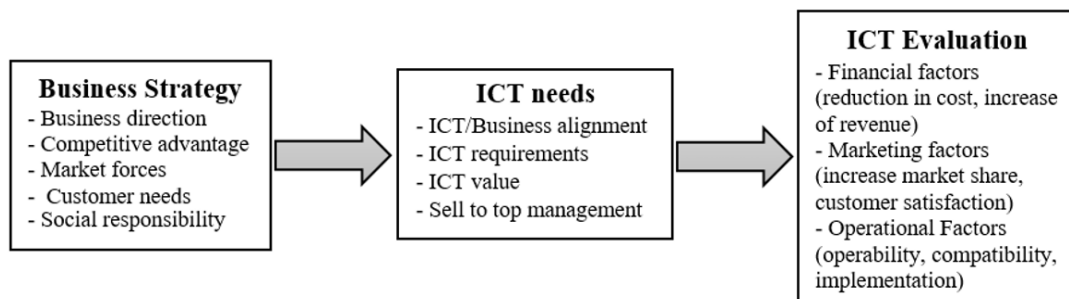 Business Strategy
- Business direction
- Competitive advantage
- Market forces
- Customer needs
- Social responsibility
ICT needs
- ICT/Business alignment
- ICT requirements
- ICT value
- Sell to top management
ICT Evaluation
- Financial factors
(reduction in cost, increase
of revenue)
- Marketing factors
(increase market share,
customer satisfaction)
- Operational Factors
(operability, compatibility,
implementation)